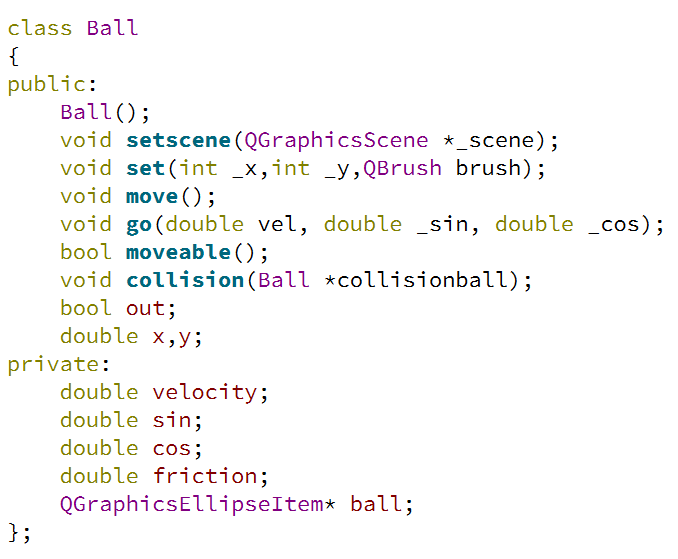 class Ball
{
public:
    Ball();
    void setscene(QGraphicsScene *_scene);
    void set(int _x,int _y,QBrush brush);
    void move();
    void go(double vel, double _sin, double _cos);
    bool moveable();
    void collision(Ball *collisionball);
    bool out;
    double x,y;
private:
    double velocity;
    double sin;
    double cos;
    double friction;
    QGraphicsEllipseItem* ball;
};